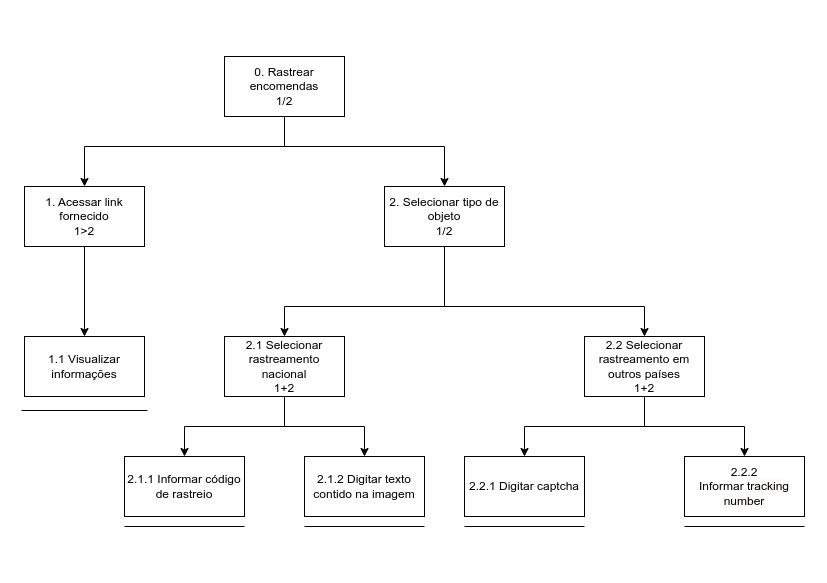 0. Rastrear
encomendas
1/2
1. Acessar link
fornecido
1>2
2. Selecionar tipo de
objeto
1/2
1.1 Visualizar
informações
2.1 Selecionar
rastreamento
nacional
1+2
2.2 Selecionar
rastreamento em
outros países
1+2
2.1.1 Informar código
de rastreio
2.1.2 Digitar texto
contido na imagem
2.2.1 Digitar captcha
2.2.2
Informar tracking
number